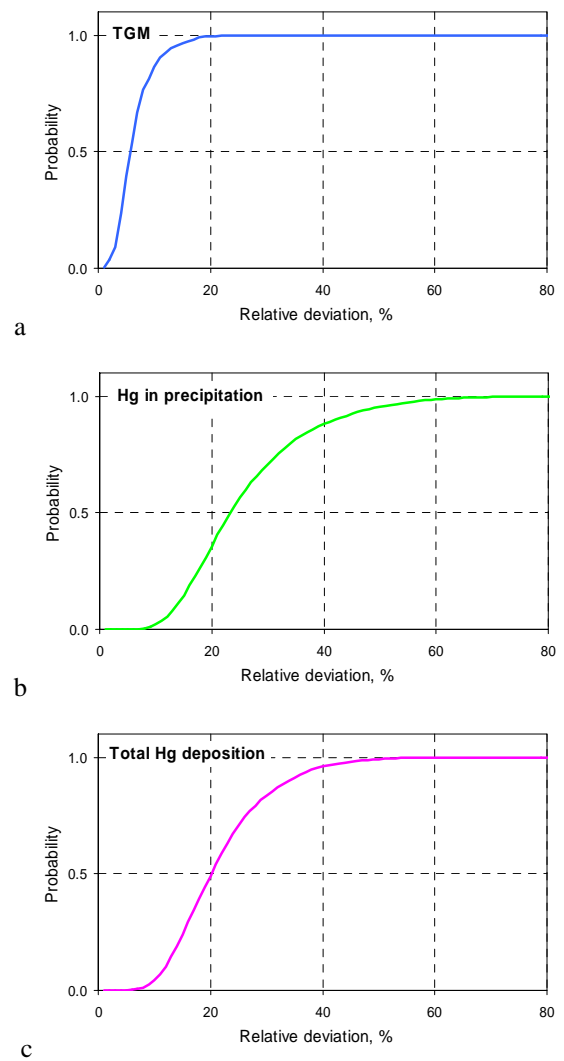 TGM
1.0
0.5
0.0
Probability
0 20 40 60 80
Relative deviation, %
a
Hg in precipitation
1.0
0.5
0.0
Probability
0 20 40 60 80
Relative deviation, %
b
Total Hg deposition
1.0
0.5
0.0
Probability
0 20 40 60 80
Relative deviation, %
c